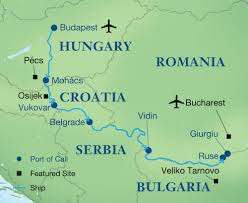 Budapest
HUNGARY
ROMANIA
Pécs
Mohács
Osijek
CROATIA
Vukovar
Bucharest
Belgrade
Vidin
Giurgiu
SERBIA
Ruse
Port of Call
Featured Site
Ship
Veliko Tarnovo
BULGARIA